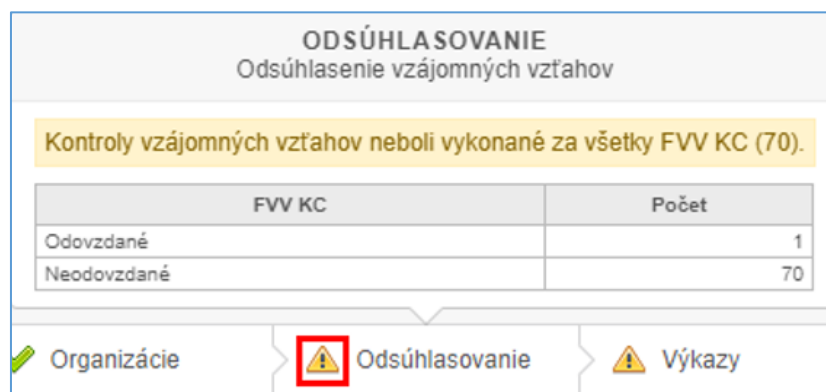 ODSÚHLASOVANIE
Odsúhlasenie vzájomných vzťahov
Kontroly vzájomných vzťahov neboli vykonané za všetky FVV KC (70).
FVV KC Počet
Odovzdané 1
Neodovzdané 70
Organizácie Odsúhlasovanie Výkazy